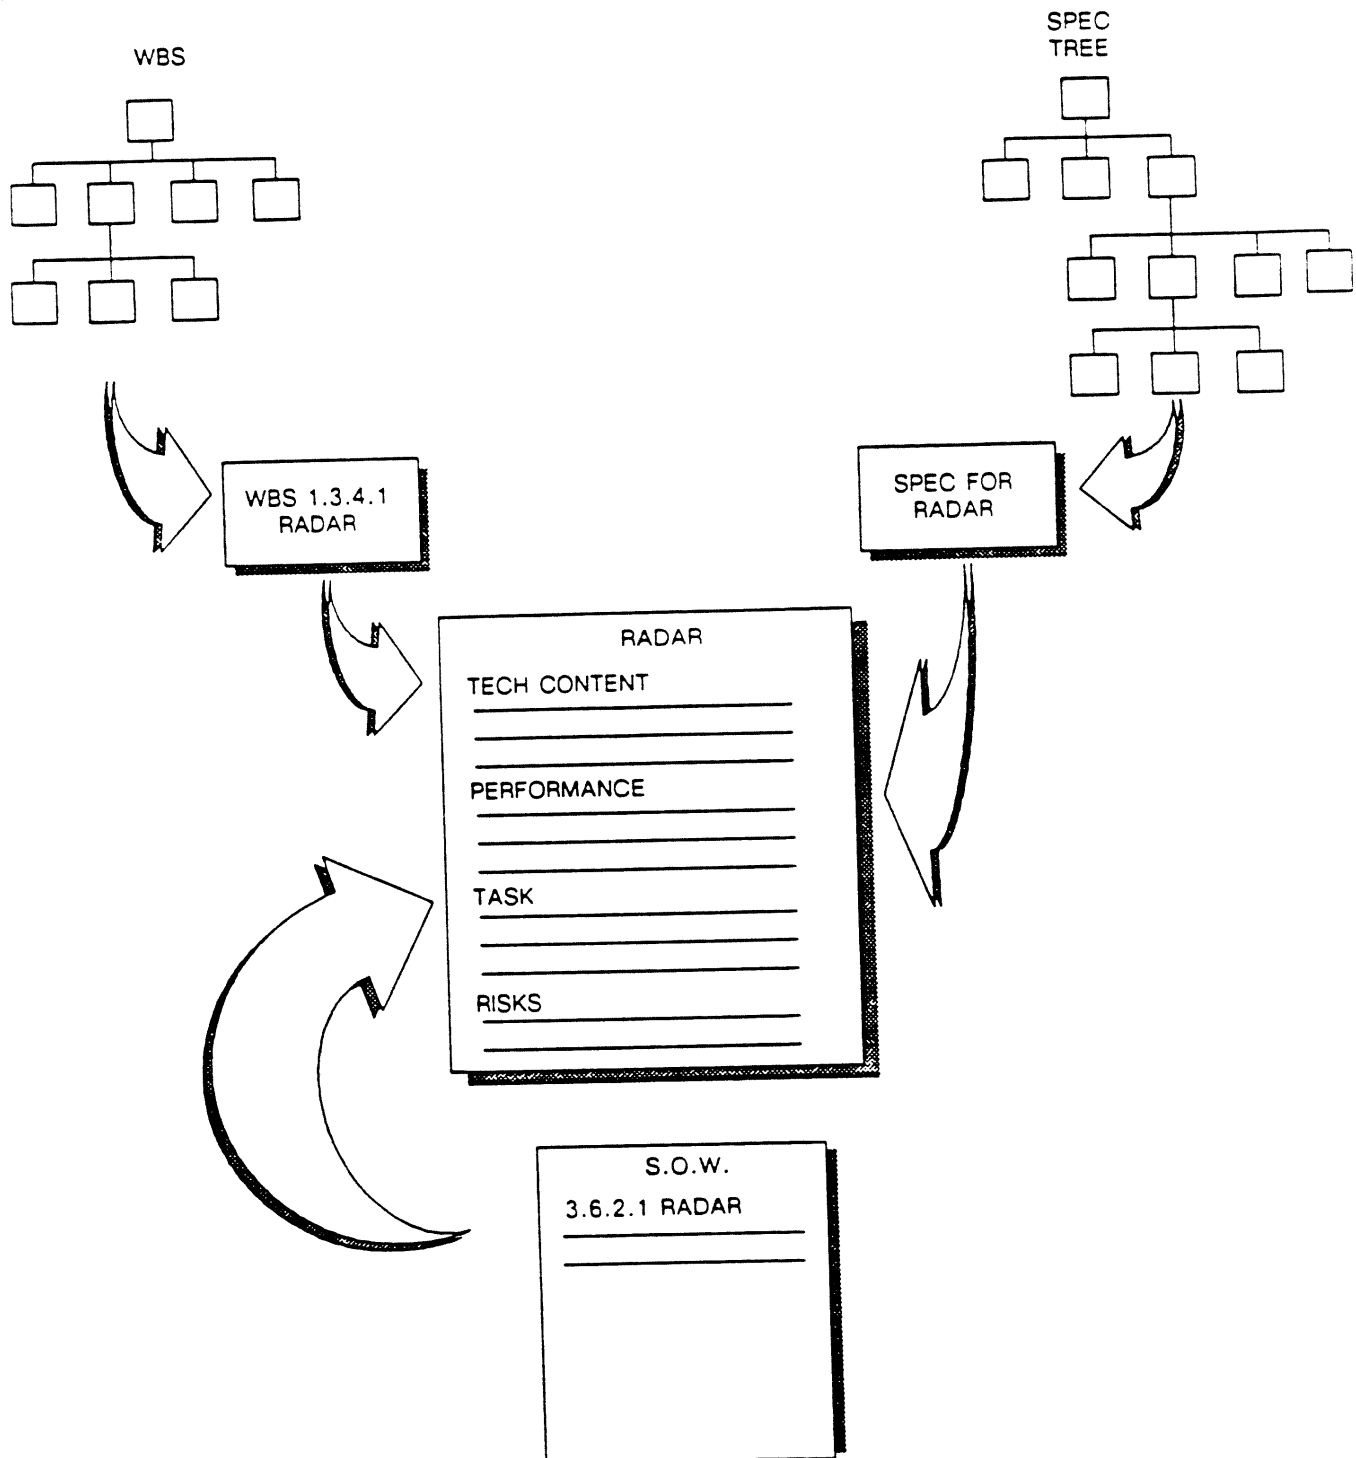 WBS
SPEC
TREE
WBS 1.3.4.1
RADAR
SPEC FOR
RADAR
RADAR
TECH CONTENT
PERFORMANCE
TASK
RISKS
S.O.W.
3.6.2.1 RADAR